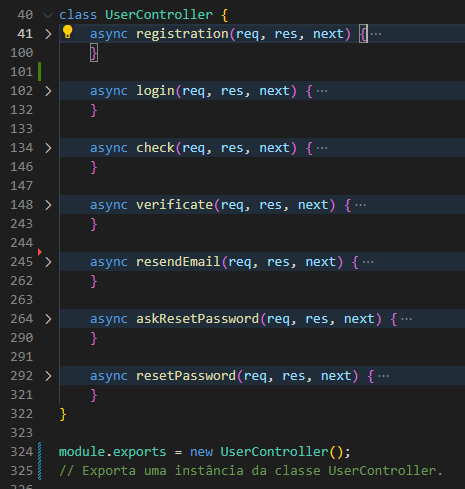 40 class UserController {
41 async registration(req, res, next) {···
100 }
101
102 async login(req, res, next) {···
132 }
133
134 async check(req, res, next) {···
146 }
147
148 async verificate(req, res, next) {···
243 }
244
245 async resendEmail(req, res, next) {···
262 }
263
264 async askResetPassword(req, res, next) {···
290 }
291
292 async resetPassword(req, res, next) {···
321 }
322 }
323
324 module.exports = new UserController();
325 // Exporta uma instância da classe UserController.